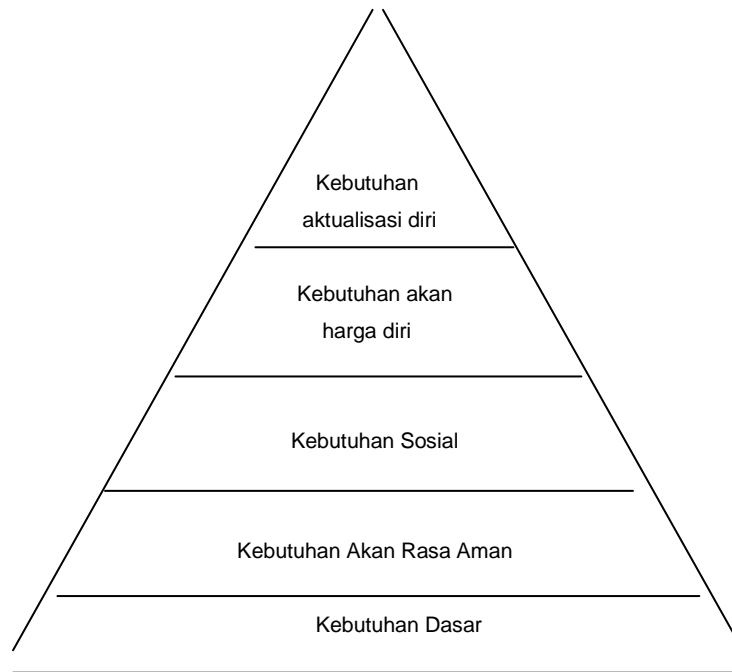 Kebutuhan
aktualisasi diri
Kebutuhan akan
harga diri
Kebutuhan Sosial
Kebutuhan Akan Rasa Aman
Kebutuhan Dasar